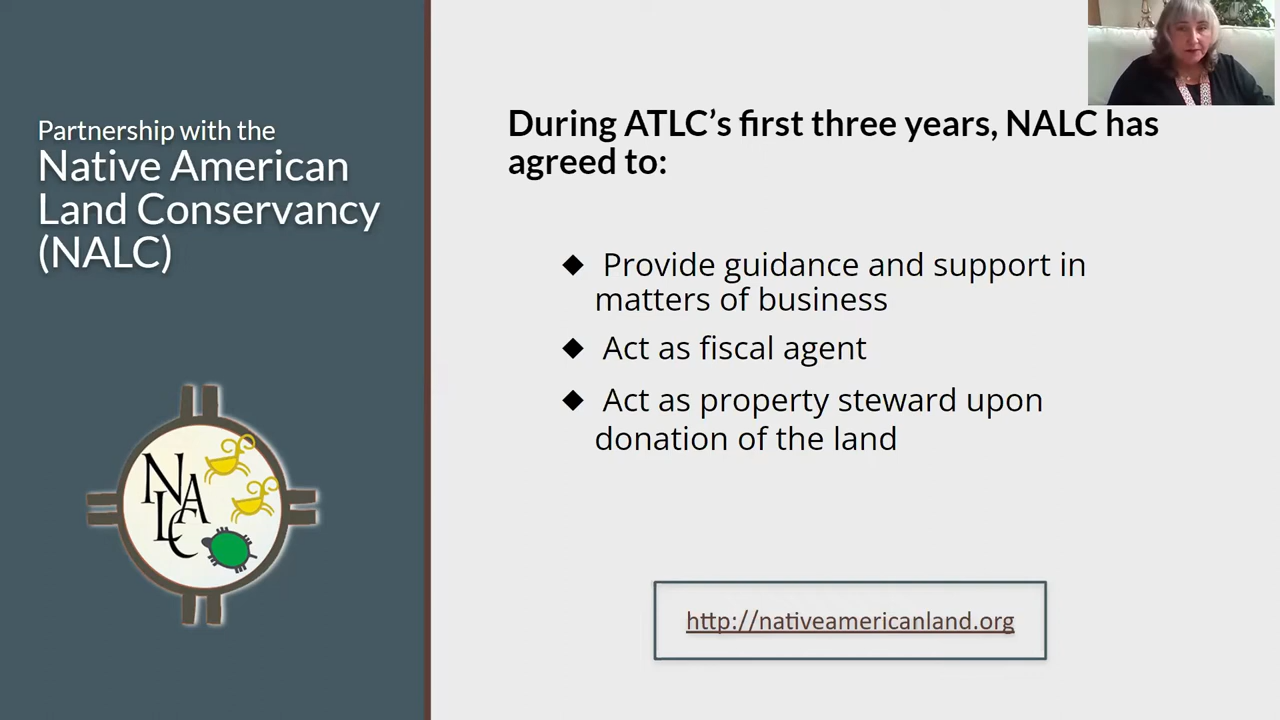 Partnership with the
Native American
Land Conservancy
(NALC)
NALC
During ATLC’s first three years, NALC has
agreed to:
◆ Provide guidance and support in
matters of business
◆ Act as fiscal agent
◆ Act as property steward upon
donation of the land
http://nativeamericanland.org